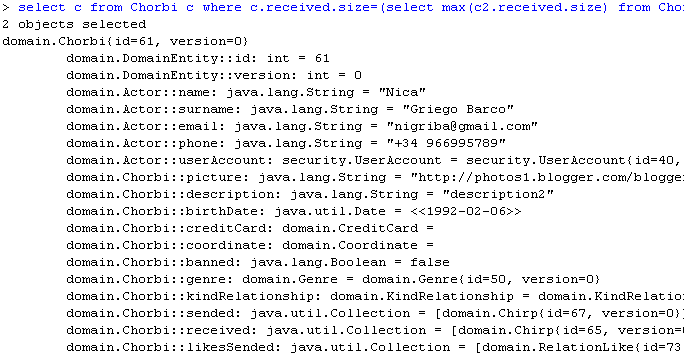 > select c from Chorbi c where c.received.size=(select max(c2.received.size) from Chor
2 objects selected
domain.Chorbi{id=61, version=0}
domain.DomainEntity::id: int = 61
domain.DomainEntity::version: int = 0
domain.Actor::name: java.lang.String = "Nica"
domain.Actor::surname: java.lang.String = "Griego Barco"
domain.Actor::email: java.lang.String = "nigriba@gmail.com"
domain.Actor::phone: java.lang.String = "+34 966995789"
domain.Actor::userAccount: security.UserAccount = security.UserAccount{id=40,
domain.Chorbi::picture: java.lang.String = "http://photos1.blogger.com/blogger
domain.Chorbi::description: java.lang.String = "description2"
domain.Chorbi::birthDate: java.util.Date = <<1992-02-06>>
domain.Chorbi::creditCard: domain.CreditCard =
domain.Chorbi::coordinate: domain.Coordinate =
domain.Chorbi::banned: java.lang.Boolean = false
domain.Chorbi::genre: domain.Genre = domain.Genre{id=50, version=0}
domain.Chorbi::kindRelationship: domain.KindRelationship = domain.KindRelation
domain.Chorbi::sended: java.util.Collection = [domain.Chirp{id=67, version=0}]
domain.Chorbi::received: java.util.Collection = [domain.Chirp{id=65, version=0
domain.Chorbi::likesSended: java.util.Collection = [domain.RelationLike{id=73